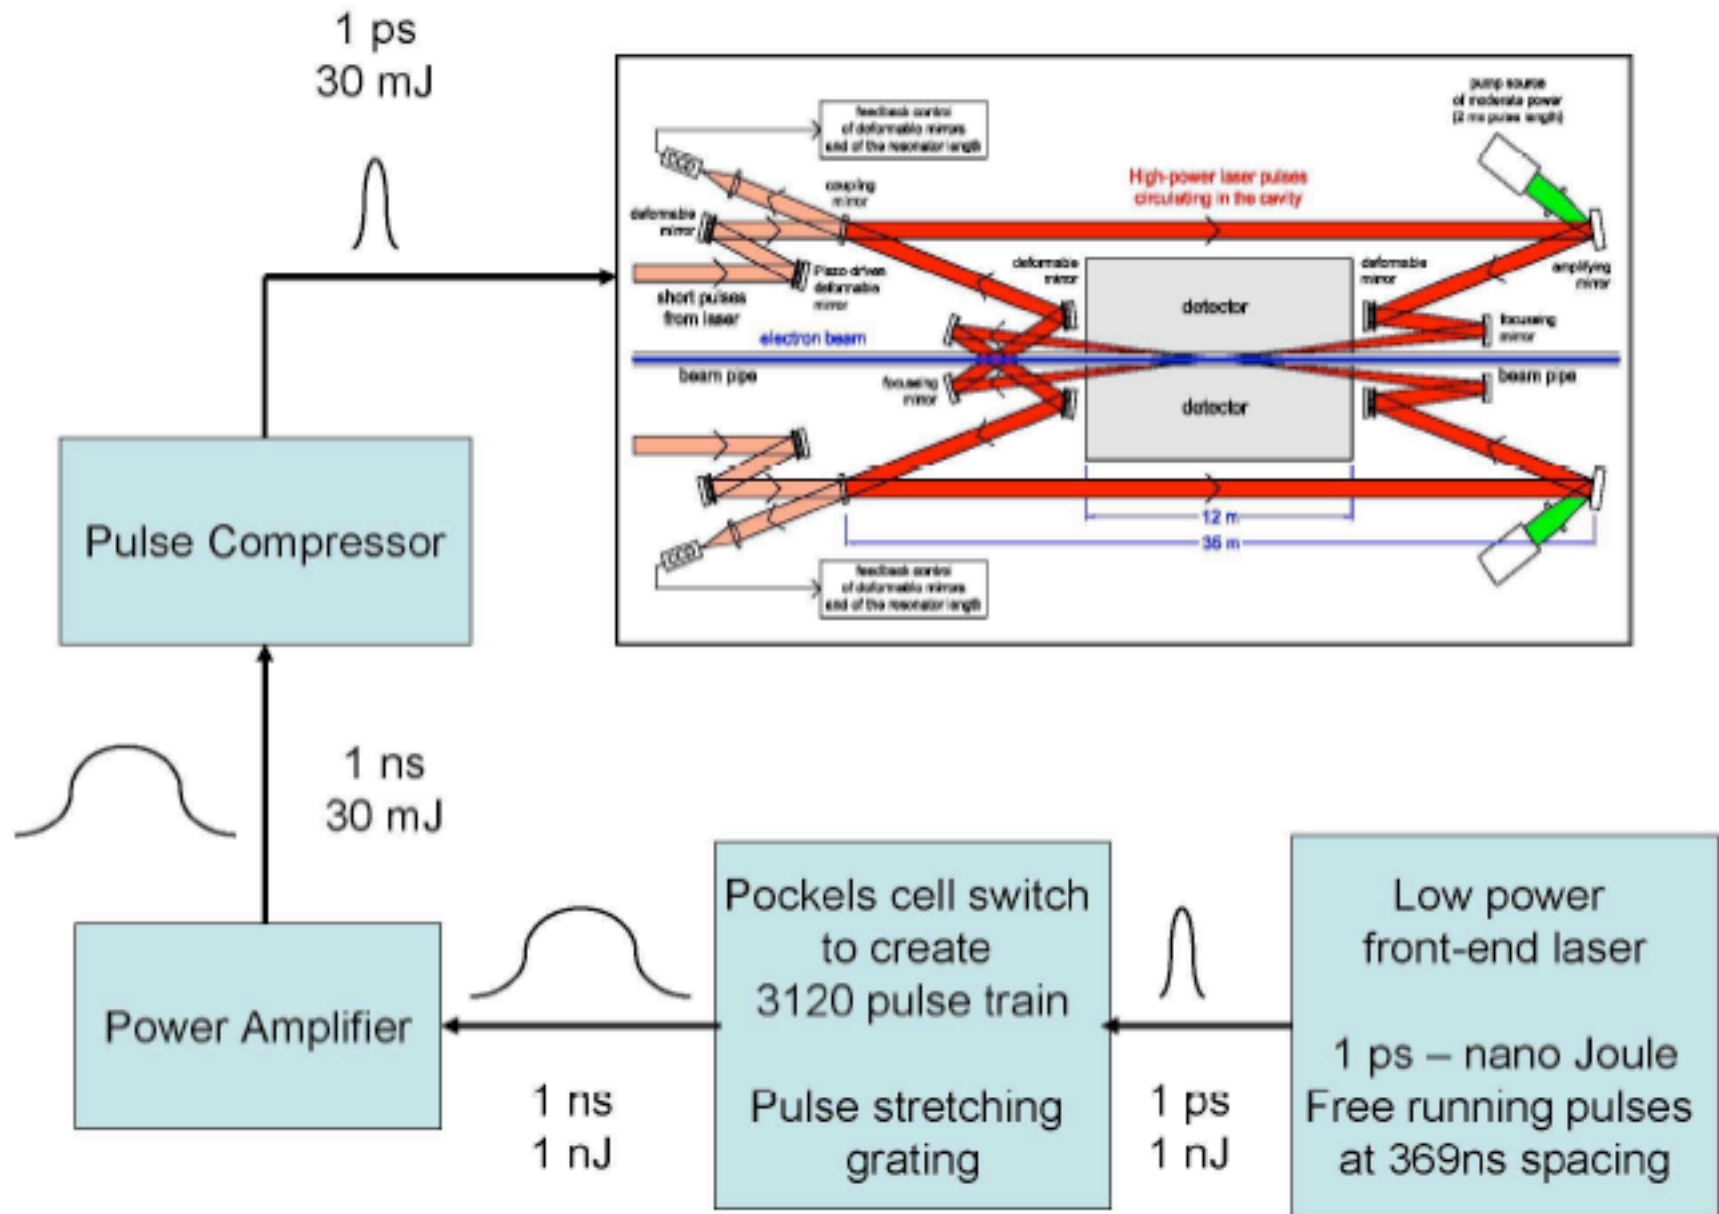 1 ps
30 mJ
feedback control
of deformable mirrors
and of the resonator length
CCD
coupling
mirror
deformable
mirror
High-power laser pulses
circulating in the cavity
pump source
of moderate power
(2 ms pulse length)
short pulses
from laser
Piezo driven
deformable
mirror
deformable
mirror
detector
deformable
mirror
amplifying
mirror
focussing
mirror
electron beam
beam pipe
focussing
mirror
detector
beam pipe
12 m
36 m
CCD
feedback control
of deformable mirrors
and of the resonator length
Pulse Compressor
1 ns
30 mJ
Power Amplifier
1 ns
1 nJ
Pockels cell switch
to create
3120 pulse train
Pulse stretching
grating
1 ps
1 nJ
Low power
front-end laser
1 ps – nano Joule
Free running pulses
at 369ns spacing